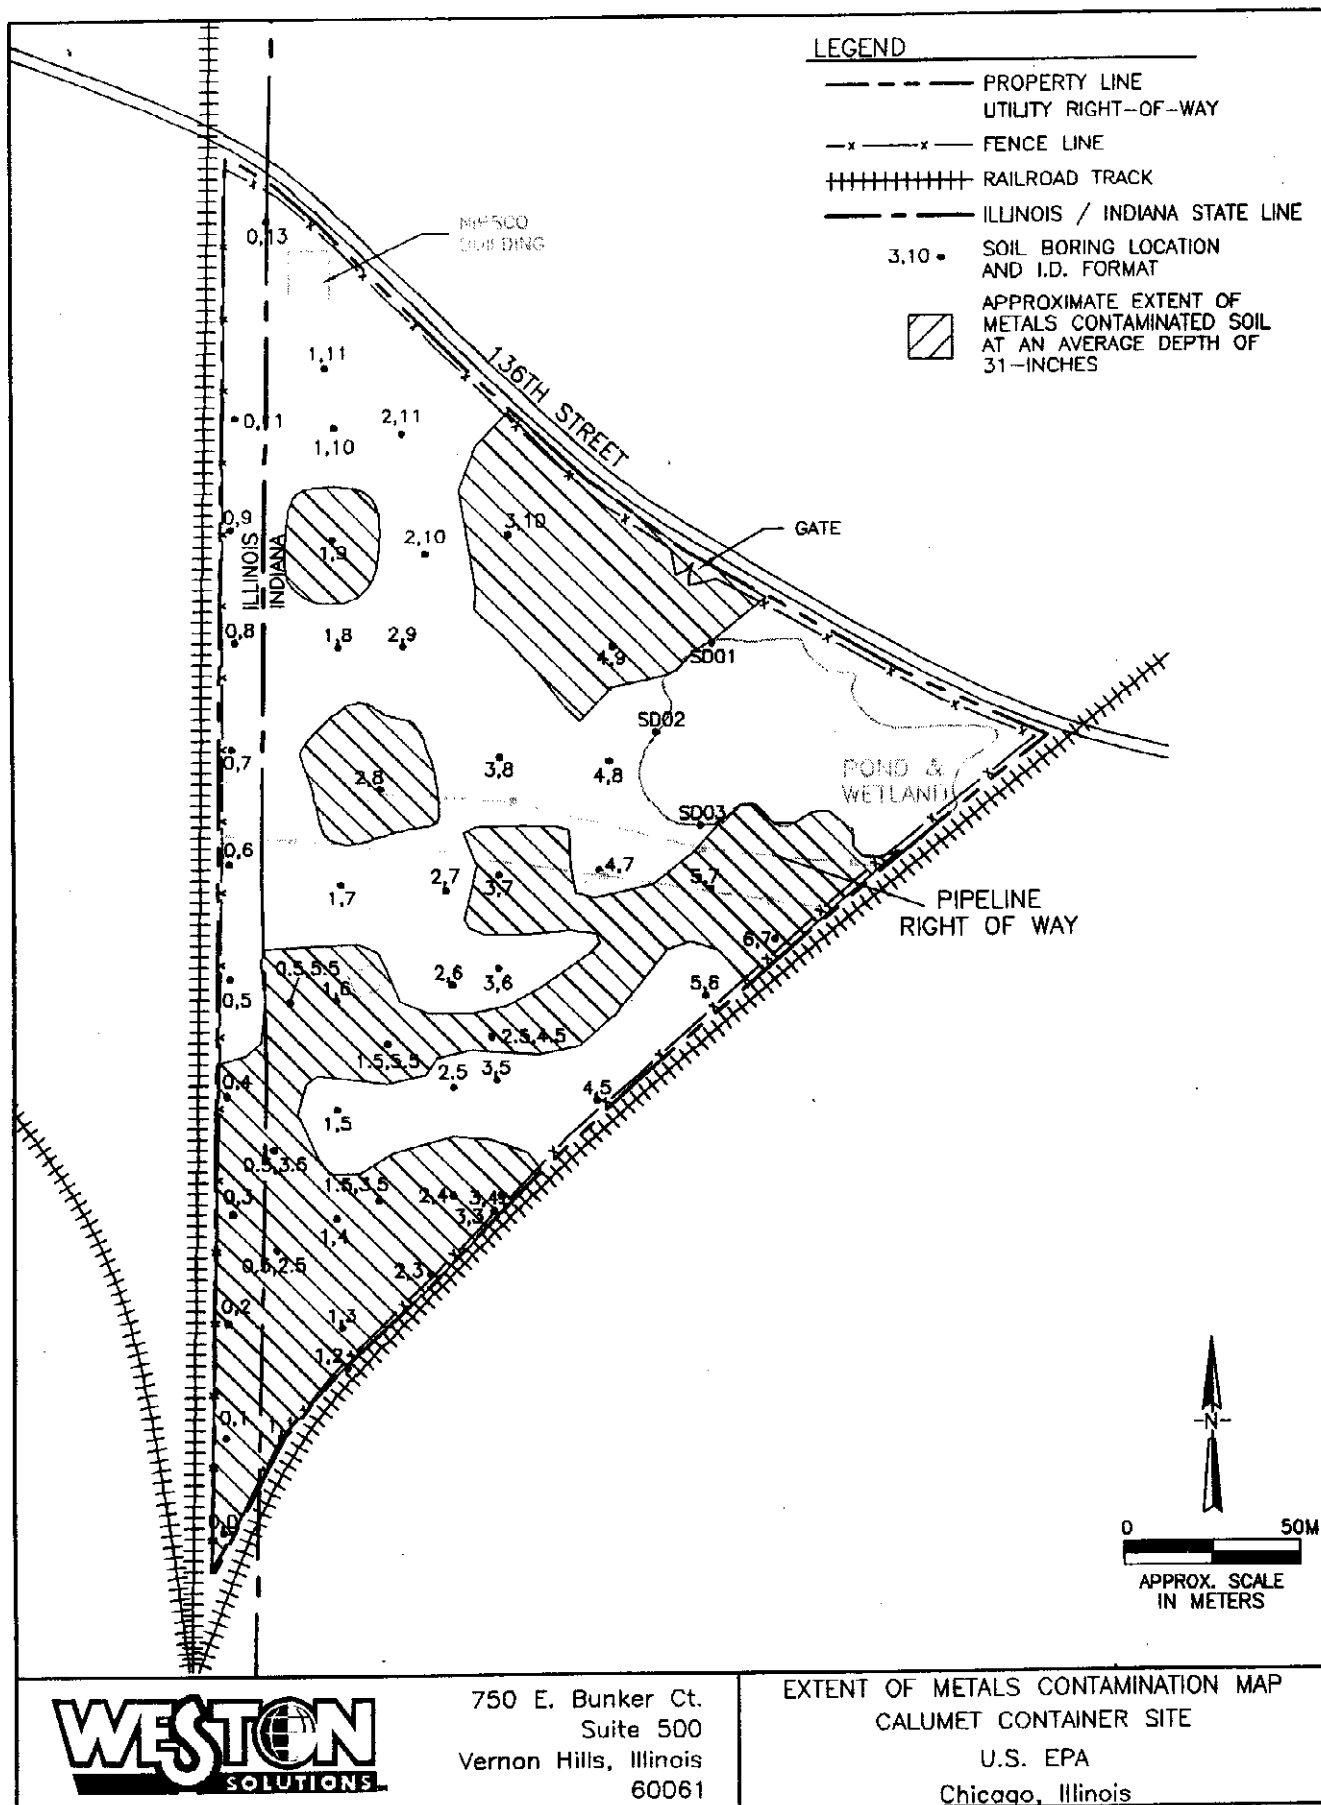 LEGEND
PROPERTY LINE
UTILITY RIGHT-OF-WAY
FENCE LINE
RAILROAD TRACK
ILLINOIS / INDIANA STATE LINE
3,10
SOIL BORING LOCATION
AND I.D. FORMAT
APPROXIMATE EXTENT OF
METALS CONTAMINATED SOIL
AT AN AVERAGE DEPTH OF
31-INCHES
0,13
BUILDING
136TH STREET
1,11
0,11
1,10
2,11
0,9
1,9
2,10
3,10
GATE
ILLINOIS
INDIANA
0,8
1,8
2,9
4,9
SD01
SD02
0,7
2,8
3,8
4,8
POND &
WETLAND
SD03
0,6
1,7
2,7
3,7
4,7
5,7
PIPELINE
RIGHT OF WAY
6,7
0.5,5.5
0,5
1,6
2,6
3,6
5,6
2.5,4.5
1.5,5.5
2,5
3,5
0,4
1,5
4,5
0.5,3.5
1.5,3.5
2,4
3,4
0,3
3,3
1,4
0.5,2.5
2,3
0,2
1,3
1,2
0,1
1,1
0,0
-N-
0 50M
APPROX. SCALE
IN METERS
WESTON
SOLUTIONS
750 E. Bunker Ct.
Suite 500
Vernon Hills, Illinois
60061
EXTENT OF METALS CONTAMINATION MAP
CALUMET CONTAINER SITE
U.S. EPA
Chicago, Illinois